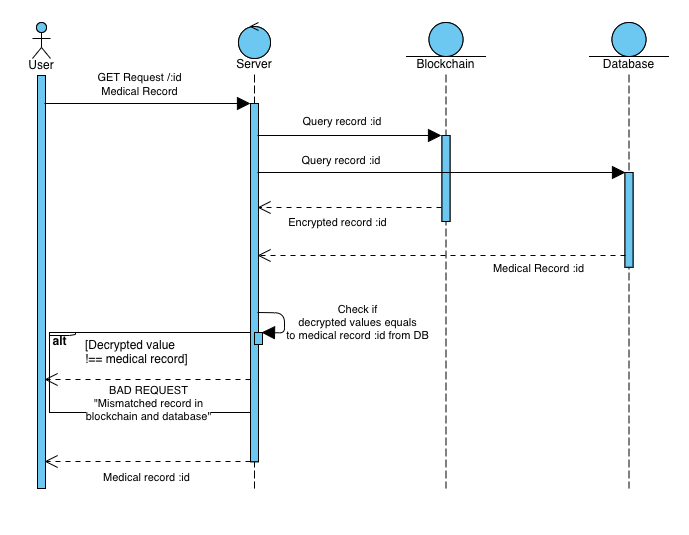 User
Server
Blockchain
Database
GET Request /:id
Medical Record
Query record :id
Query record :id
Encrypted record :id
Medical Record :id
Check if
decrypted values equals
to medical record :id from DB
alt
[Decrypted value
!== medical record]
BAD REQUEST
"Mismatched record in
blockchain and database"
Medical record :id